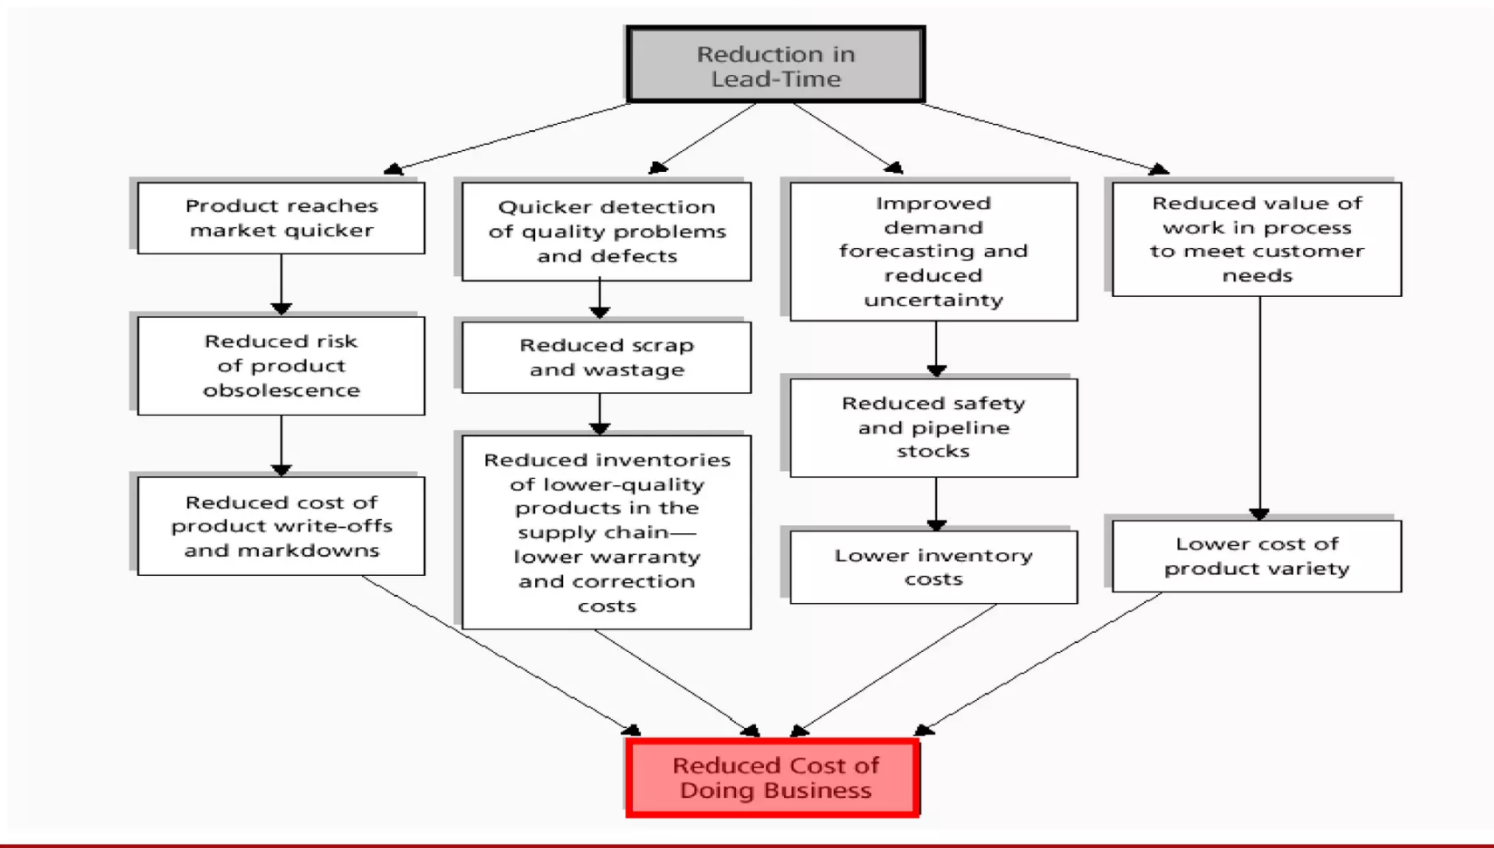 Reduction in
Lead-Time
Product reaches
market quicker
Reduced risk
of product
obsolescence
Reduced cost of
product write-offs
and markdowns
Quicker detection
of quality problems
and defects
Reduced scrap
and wastage
Reduced inventories
of lower-quality
products in the
supply chain—
lower warranty
and correction
costs
Improved
demand
forecasting and
reduced
uncertainty
Reduced safety
and pipeline
stocks
Lower inventory
costs
Reduced value of
work in process
to meet customer
needs
Lower cost of
product variety
Reduced Cost of
Doing Business